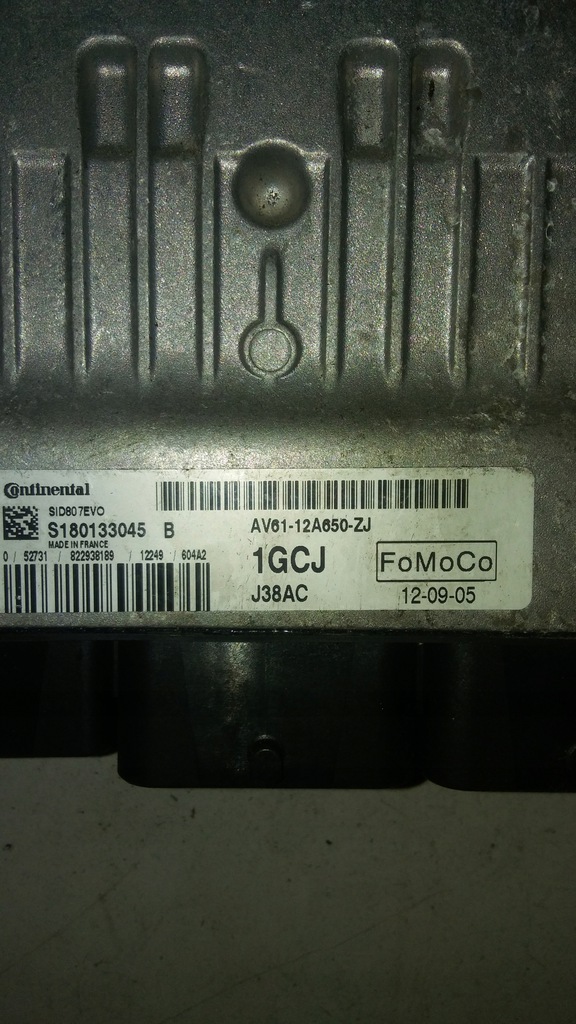 Continental
SID807EVO
S180133045 B
MADE IN FRANCE
0 / 52731 / 822938189 / 12249 / 604A2
AV61-12A650-ZJ
1GCJ
FoMoCo
J38AC
12-09-05